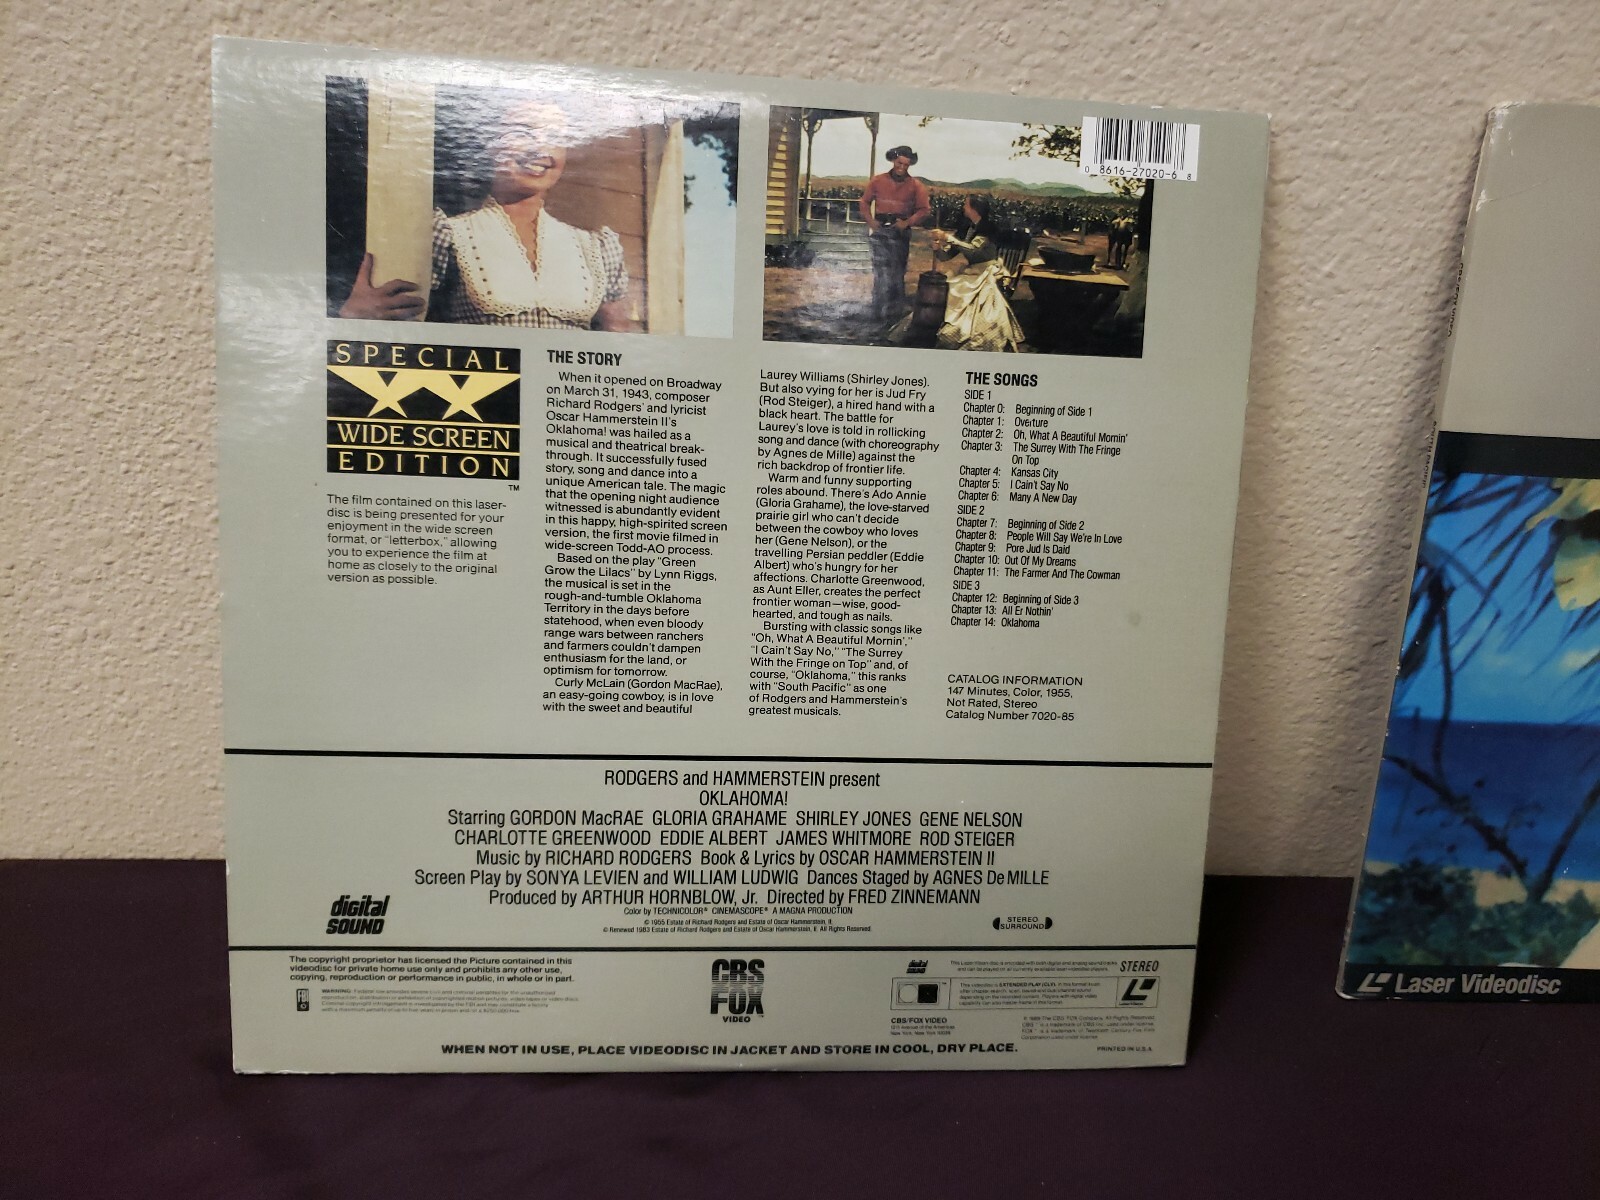 0 8616-27020-6 8
SPECIAL
WIDE SCREEN
EDITION
TM
The film contained on this laser-
disc is being presented for your
enjoyment in the wide screen
format, or "letterbox," allowing
you to experience the film at
home as closely to the original
version as possible.
THE STORY
When it opened on Broadway
on March 31, 1943, composer
Richard Rodgers' and lyricist
Oscar Hammerstein II's
Oklahoma! was hailed as a
musical and theatrical break-
through. It successfully fused
story, song and dance into a
unique American tale. The magic
that the opening night audience
witnessed is abundantly evident
in this happy, high-spirited screen
version, the first movie filmed in
wide-screen Todd-AO process.
Based on the play "Green
Grow the Lilacs" by Lynn Riggs,
the musical is set in the
rough-and-tumble Oklahoma
Territory in the days before
statehood, when even bloody
range wars between ranchers
and farmers couldn't dampen
enthusiasm for the land, or
optimism for tomorrow.
Curly McLain (Gordon MacRae),
an easy-going cowboy, is in love
with the sweet and beautiful
Laurey Williams (Shirley Jones).
But also vying for her is Jud Fry
(Rod Steiger), a hired hand with a
black heart. The battle for
Laurey's love is told in rollicking
song and dance (with choreography
by Agnes de Mille) against the
rich backdrop of frontier life.
Warm and funny supporting
roles abound. There's Ado Annie
(Gloria Grahame), the love-starved
prairie girl who can't decide
between the cowboy who loves
her (Gene Nelson), or the
travelling Persian peddler (Eddie
Albert) who's hungry for her
affections. Charlotte Greenwood,
as Aunt Eller, creates the perfect
frontier woman—wise, good-
hearted, and tough as nails.
Bursting with classic songs like
"Oh, What A Beautiful Mornin',"
"I Cain't Say No," "The Surrey
With the Fringe on Top" and, of
course, "Oklahoma," this ranks
with "South Pacific" as one
of Rodgers and Hammerstein's
greatest musicals.
THE SONGS
SIDE 1
Chapter 0: Beginning of Side 1
Chapter 1: Overture
Chapter 2: Oh, What A Beautiful Mornin'
Chapter 3: The Surrey With The Fringe
On Top
Chapter 4: Kansas City
Chapter 5: I Cain't Say No
Chapter 6: Many A New Day
SIDE 2
Chapter 7: Beginning of Side 2
Chapter 8: People Will Say We're In Love
Chapter 9: Pore Jud Is Daid
Chapter 10: Out Of My Dreams
Chapter 11: The Farmer And The Cowman
SIDE 3
Chapter 12: Beginning of Side 3
Chapter 13: All Er Nothin'
Chapter 14: Oklahoma
CATALOG INFORMATION
147 Minutes, Color, 1955,
Not Rated, Stereo
Catalog Number 7020-85
RODGERS and HAMMERSTEIN present
OKLAHOMA!
Starring GORDON MacRAE GLORIA GRAHAME SHIRLEY JONES GENE NELSON
CHARLOTTE GREENWOOD EDDIE ALBERT JAMES WHITMORE ROD STEIGER
Music by RICHARD RODGERS Book & Lyrics by OSCAR HAMMERSTEIN II
Screen Play by SONYA LEVIEN and WILLIAM LUDWIG Dances Staged by AGNES De MILLE
Produced by ARTHUR HORNBLOW, Jr. Directed by FRED ZINNEMANN
Color by TECHNICOLOR® CINEMASCOPE® A MAGNA PRODUCTION
© 1955 Estate of Richard Rodgers and Estate of Oscar Hammerstein, II.
© Renewed 1983 Estate of Richard Rodgers and Estate of Oscar Hammerstein, II. All Rights Reserved.
digital
SOUND
STEREO
SURROUND
The copyright proprietor has licensed the Picture contained in this
videodisc for private home use only and prohibits any other use,
copying, reproduction or performance in public, in whole or in part.
CBS
FOX
VIDEO
STEREO
CBS/FOX VIDEO
PRINTED IN U.S.A.
WHEN NOT IN USE, PLACE VIDEODISC IN JACKET AND STORE IN COOL, DRY PLACE.
Laser Videodisc